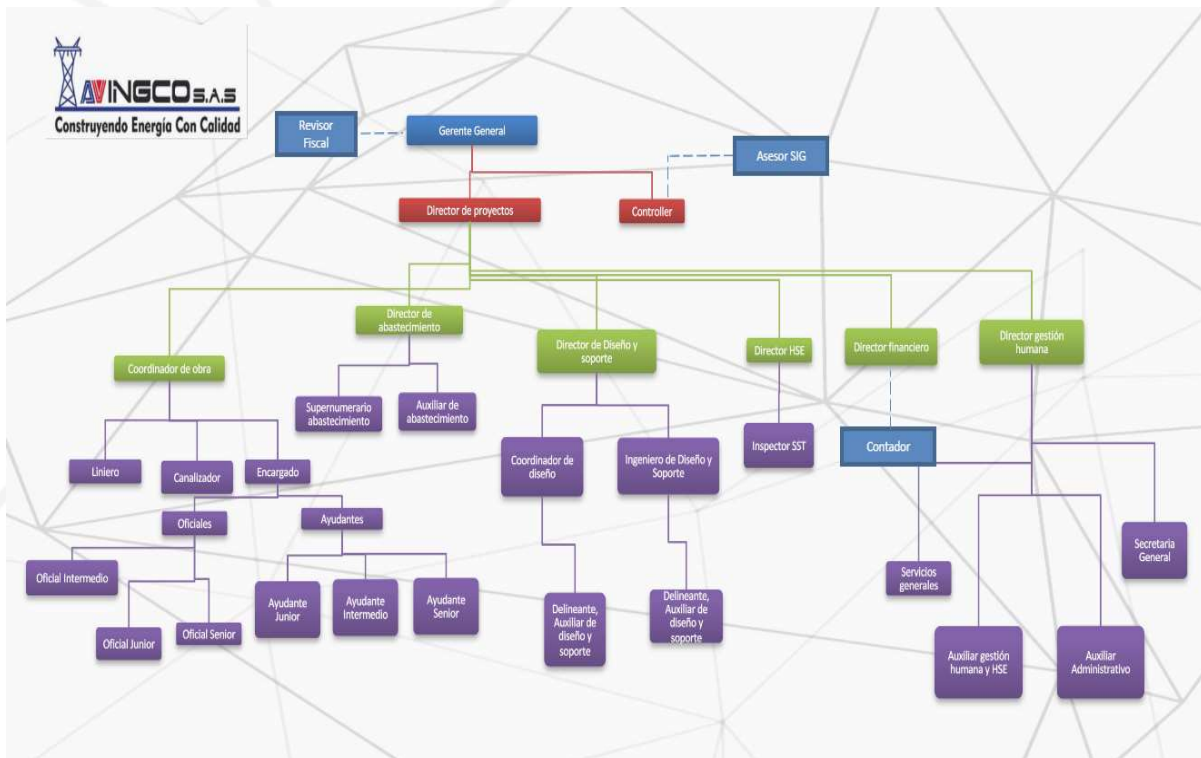 AVINGCO S.A.S
Construyendo Energía Con Calidad
Revisor
Fiscal
Gerente General
Asesor SIG
Director de proyectos
Controller
Director de
abastecimiento
Director de Diseño y
soporte
Director HSE
Director financiero
Director gestión
humana
Coordinador de obra
Supernumerario
abastecimiento
Auxiliar de
abastecimiento
Coordinador de
diseño
Ingeniero de Diseño y
Soporte
Inspector SST
Contador
Liniero
Canalizador
Encargado
Oficiales
Ayudantes
Secretaria
General
Oficial Intermedio
Oficial Junior
Oficial Senior
Ayudante
Junior
Ayudante
Intermedio
Ayudante
Senior
Delineante,
Auxiliar de
diseño y
soporte
Delineante,
Auxiliar de
diseño y
soporte
Servicios
generales
Auxiliar gestión
humana y HSE
Auxiliar
Administrativo